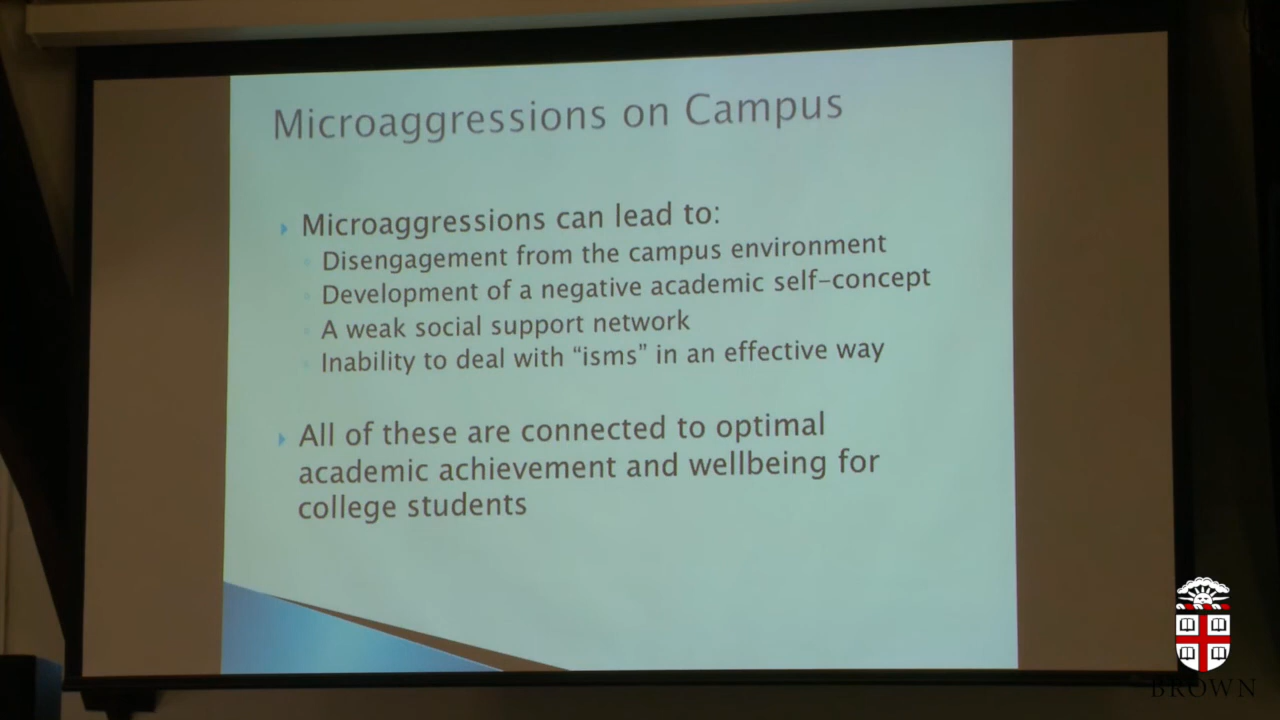 Microaggressions on Campus
Microaggressions can lead to:
Disengagement from the campus environment
Development of a negative academic self-concept
A weak social support network
Inability to deal with “isms” in an effective way
All of these are connected to optimal
academic achievement and wellbeing for
college students
BROWN